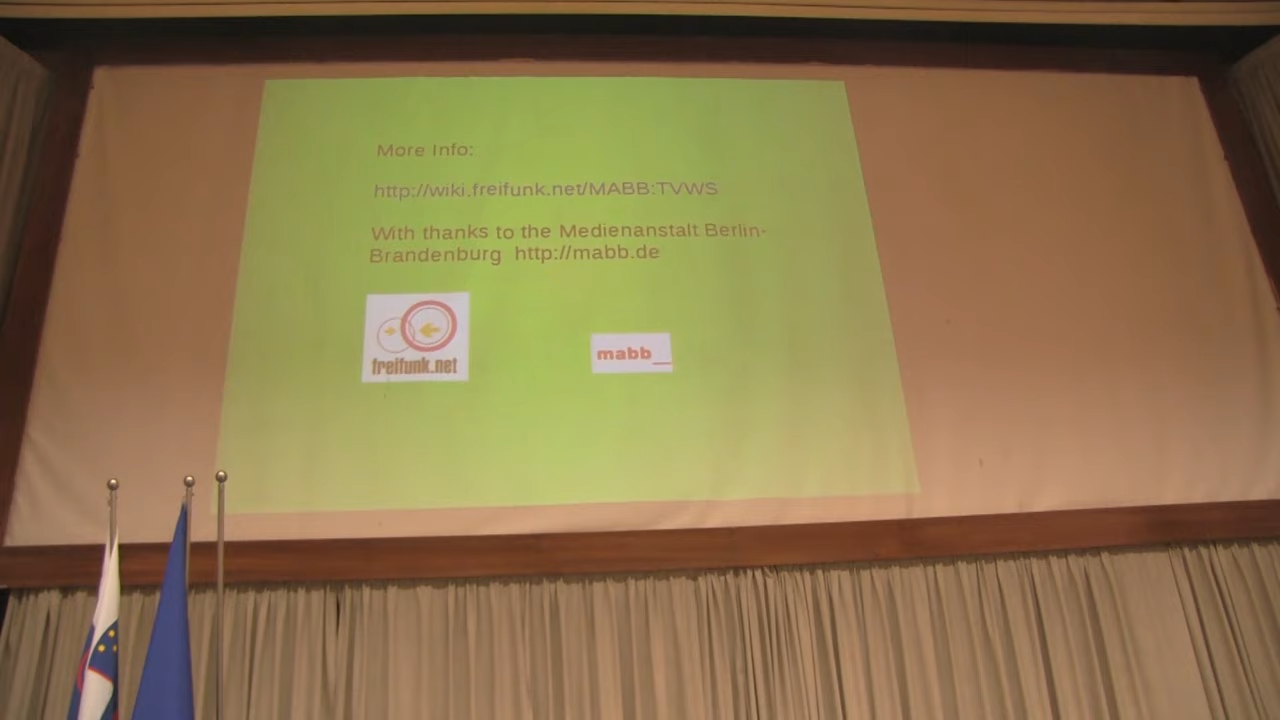 More Info:
http://wiki.freifunk.net/MABB:TVWS
With thanks to the Medienanstalt Berlin-
Brandenburg http://mabb.de
freifunk.net
mabb_